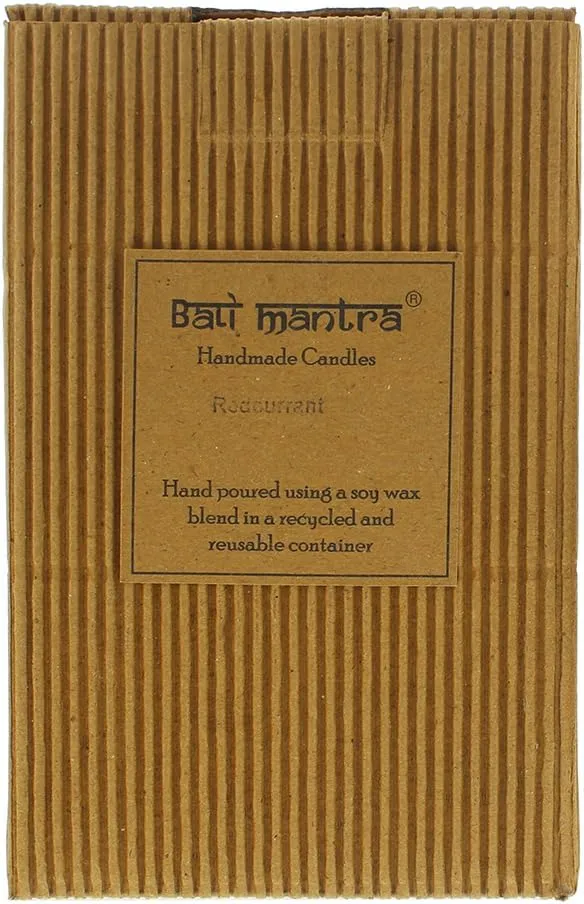 Bali mantra®
Handmade Candles
Redcurrant
Hand poured using a soy wax
blend in a recycled and
reusable container